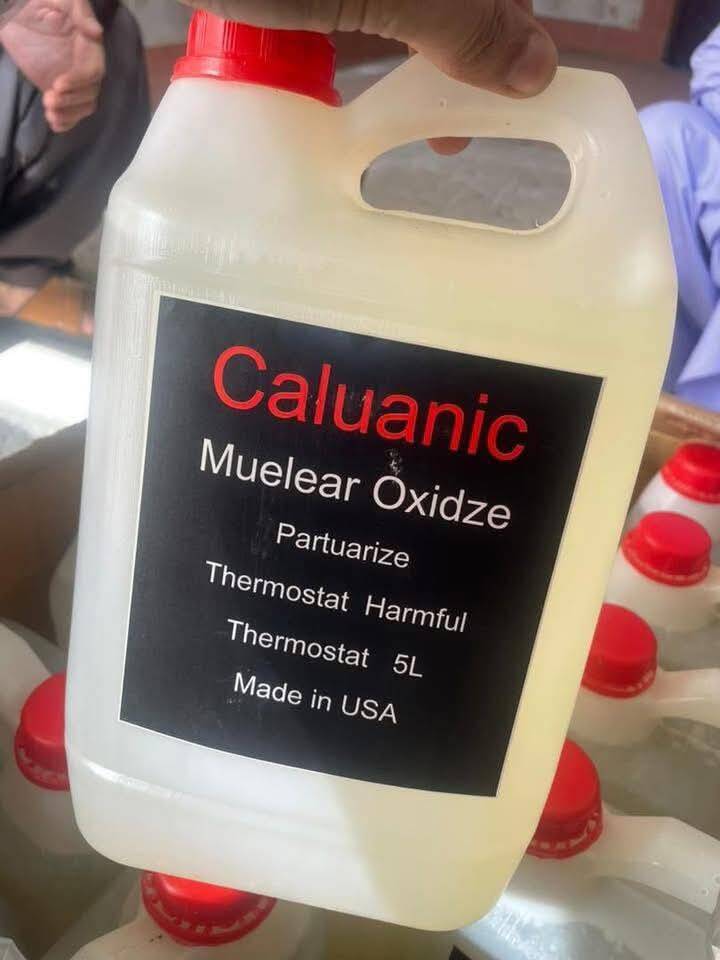 Caluanic
Muelear Oxidze
Partuarize
Thermostat Harmful
Thermostat 5L
Made in USA